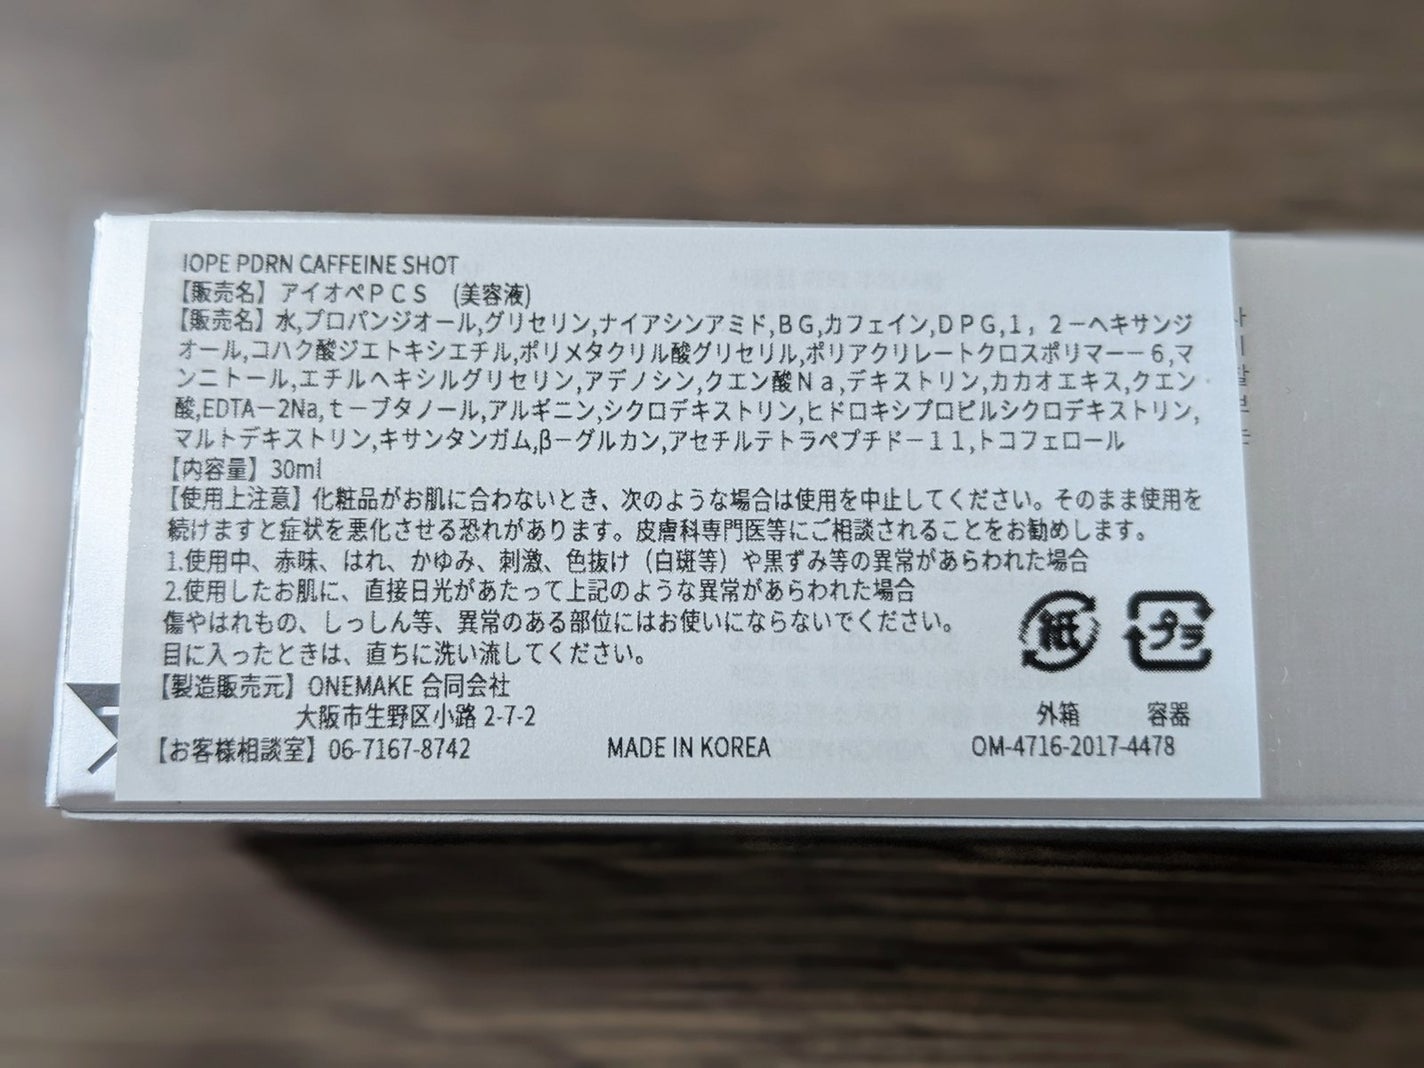 IOPE PDRN CAFFEINE SHOT
【販売名】アイオペＰＣＳ　(美容液)
【販売名】水,プロパンジオール,グリセリン,ナイアシンアミド,ＢＧ,カフェイン,ＤＰＧ,１，２－ヘキサンジ
オール,コハク酸ジエトキシエチル,ポリメタクリル酸グリセリル,ポリアクリレートクロスポリマー－６,マ
ンニトール,エチルヘキシルグリセリン,アデノシン,クエン酸Ｎａ,デキストリン,カカオエキス,クエン
酸,EDTA－2Na,ｔ－ブタノール,アルギニン,シクロデキストリン,ヒドロキシプロピルシクロデキストリン,
マルトデキストリン,キサンタンガム,β－グルカン,アセチルテトラペプチド－１１,トコフェロール
【内容量】30ml
【使用上注意】化粧品がお肌に合わないとき、次のような場合は使用を中止してください。そのまま使用を
続けますと症状を悪化させる恐れがあります。皮膚科専門医等にご相談されることをお勧めします。
1.使用中、赤味、はれ、かゆみ、刺激、色抜け（白斑等）や黒ずみ等の異常があらわれた場合
2.使用したお肌に、直接日光があたって上記のような異常があらわれた場合
傷やはれもの、しっしん等、異常のある部位にはお使いにならないでください。
目に入ったときは、直ちに洗い流してください。
紙 プラ
【製造販売元】ONEMAKE 合同会社
大阪市生野区小路 2-7-2 外箱 容器
【お客様相談室】06-7167-8742 MADE IN KOREA OM-4716-2017-4478